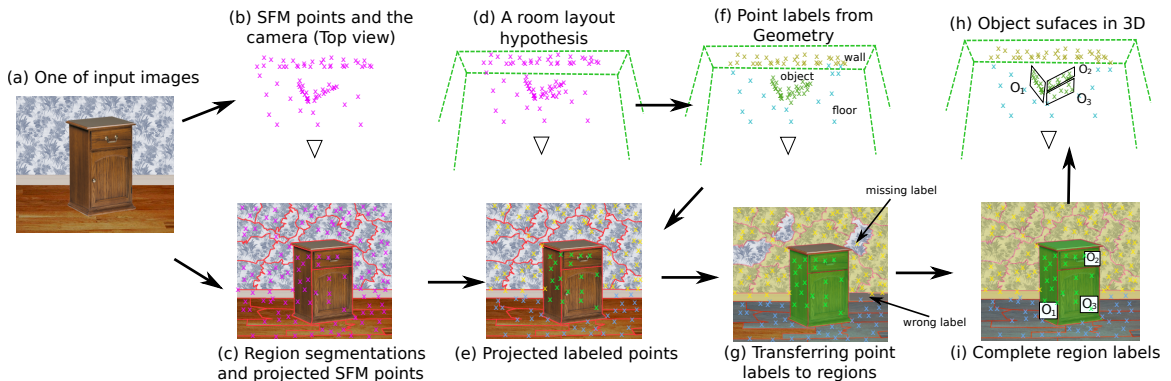 (a) One of input images
(b) SFM points and the
camera (Top view)
(d) A room layout
hypothesis
(f) Point labels from
Geometry
wall
object
floor
(h) Object sufaces in 3D
O₁
O₂
O₃
(c) Region segmentations
and projected SFM points
(e) Projected labeled points
missing label
wrong label
(g) Transferring point
labels to regions
O₂
O₁
O₃
(i) Complete region labels